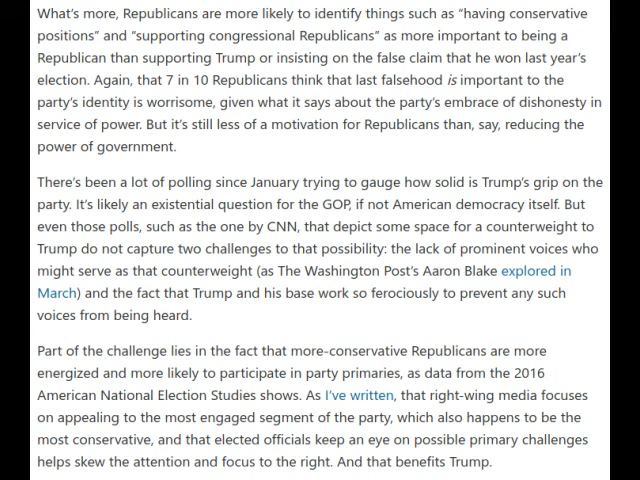 What's more, Republicans are more likely to identify things such as “having conservative
positions” and “supporting congressional Republicans” as more important to being a
Republican than supporting Trump or insisting on the false claim that he won last year's
election. Again, that 7 in 10 Republicans think that last falsehood is important to the
party's identity is worrisome, given what it says about the party's embrace of dishonesty in
service of power. But it's still less of a motivation for Republicans than, say, reducing the
power of government.
There's been a lot of polling since January trying to gauge how solid is Trump's grip on the
party. It's likely an existential question for the GOP, if not American democracy itself. But
even those polls, such as the one by CNN, that depict some space for a counterweight to
Trump do not capture two challenges to that possibility: the lack of prominent voices who
might serve as that counterweight (as The Washington Post's Aaron Blake explored in
March) and the fact that Trump and his base work so ferociously to prevent any such
voices from being heard.
Part of the challenge lies in the fact that more-conservative Republicans are more
energized and more likely to participate in party primaries, as data from the 2016
American National Election Studies shows. As I've written, that right-wing media focuses
on appealing to the most engaged segment of the party, which also happens to be the
most conservative, and that elected officials keep an eye on possible primary challenges
helps skew the attention and focus to the right. And that benefits Trump.